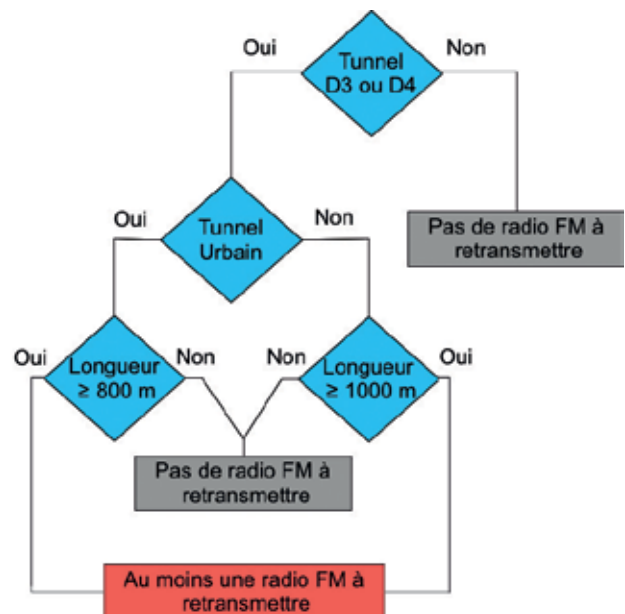 Oui
Tunnel
D3 ou D4
Non
Oui
Tunnel
Urbain
Non
Pas de radio FM à
retransmettre
Oui
Longueur
≥ 800 m
Non
Non
Longueur
≥ 1000 m
Oui
Pas de radio FM à
retransmettre
Au moins une radio FM à
retransmettre